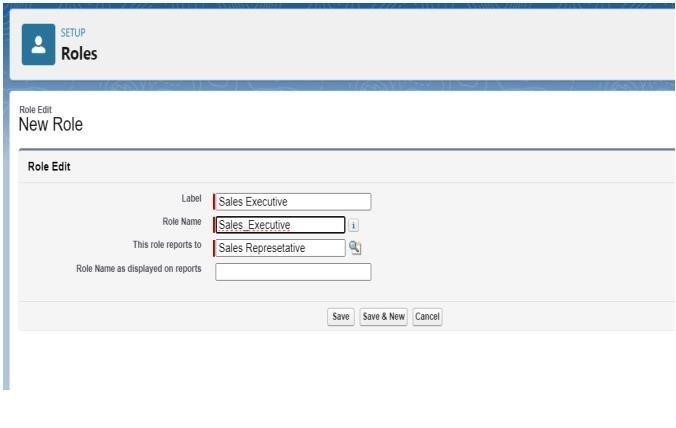 SETUP
Roles
Role Edit
New Role
Role Edit
Label Sales Executive
Role Name Sales_Executive i
This role reports to Sales Represetative
Role Name as displayed on reports
Save Save & New Cancel